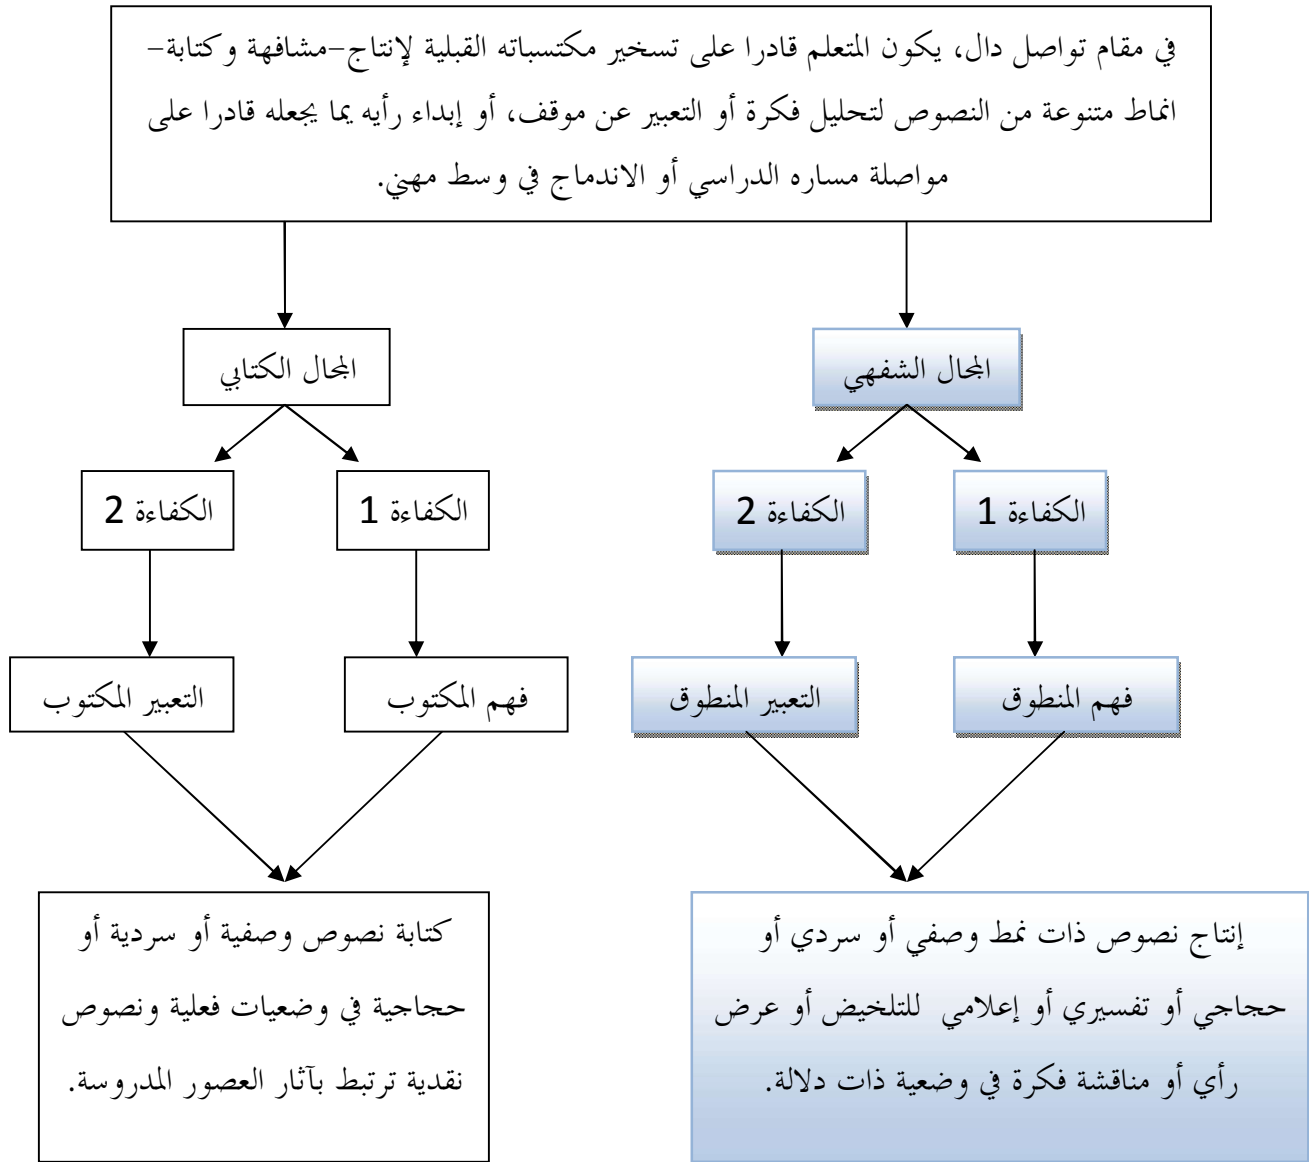 في مقام تواصل دال، يكون المتعلم قادرا على تسخير مكتسباته القبلية لإنتاج-مشافهة وكتابة-
انماط متنوعة من النصوص لتحليل فكرة أو التعبير عن موقف، أو إبداء رأيه بما يجعله قادرا على
مواصلة مساره الدراسي أو الاندماج في وسط مهني.
المجال الشفهي
المجال الكتابي
الكفاءة 1
الكفاءة 2
الكفاءة 1
الكفاءة 2
فهم المنطوق
التعبير المنطوق
فهم المكتوب
التعبير المكتوب
إنتاج نصوص ذات نمط وصفي أو سردي أو
حجاجي أو تفسيري أو إعلامي للتلخيض أو عرض
رأي أو مناقشة فكرة في وضعية ذات دلالة.
كتابة نصوص وصفية أو سردية أو
حجاجية في وضعيات فعلية ونصوص
نقدية ترتبط بآثار العصور المدروسة.